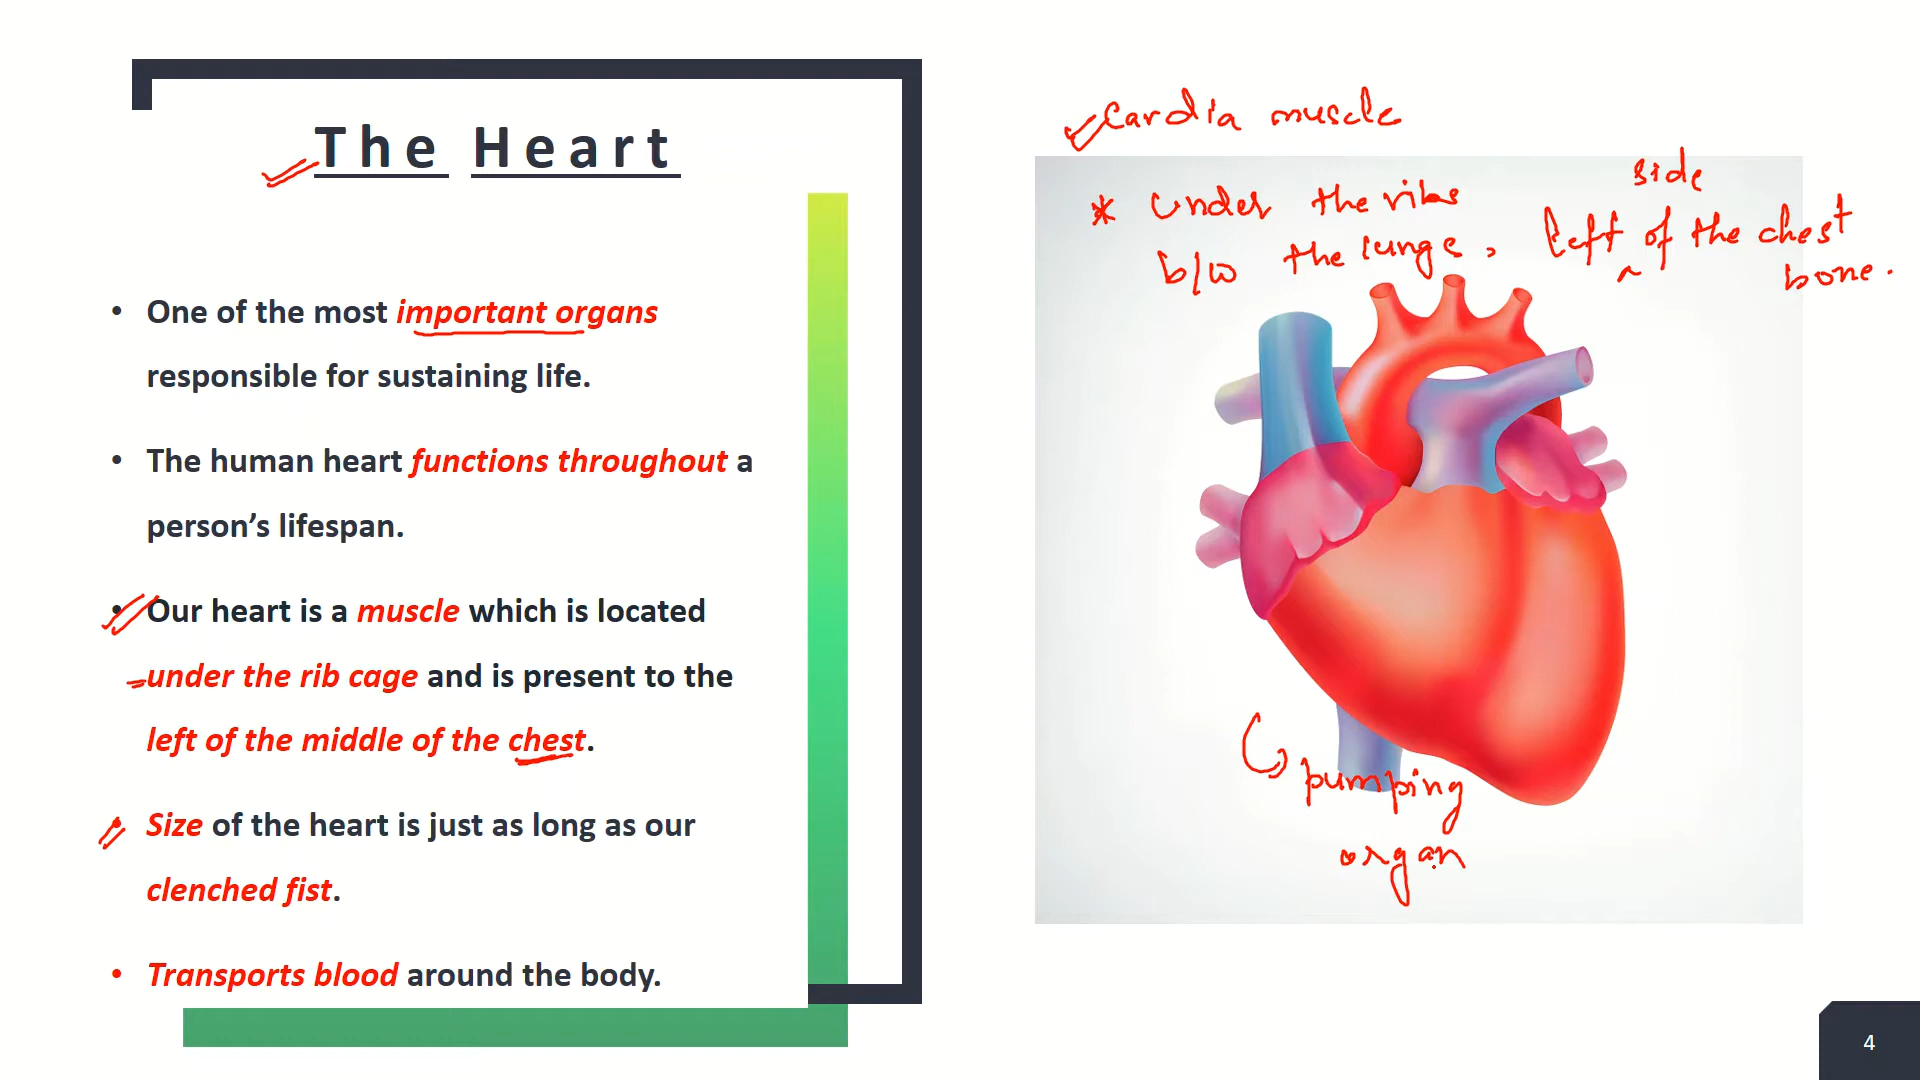 The Heart
• One of the most important organs
responsible for sustaining life.
• The human heart functions throughout a
person’s lifespan.
• Our heart is a muscle which is located
under the rib cage and is present to the
left of the middle of the chest.
• Size of the heart is just as long as our
clenched fist.
• Transports blood around the body.
Cardia muscle
* Under the ribs
b/w the lungs, left side of the chest
bone.
pumping
organ
4